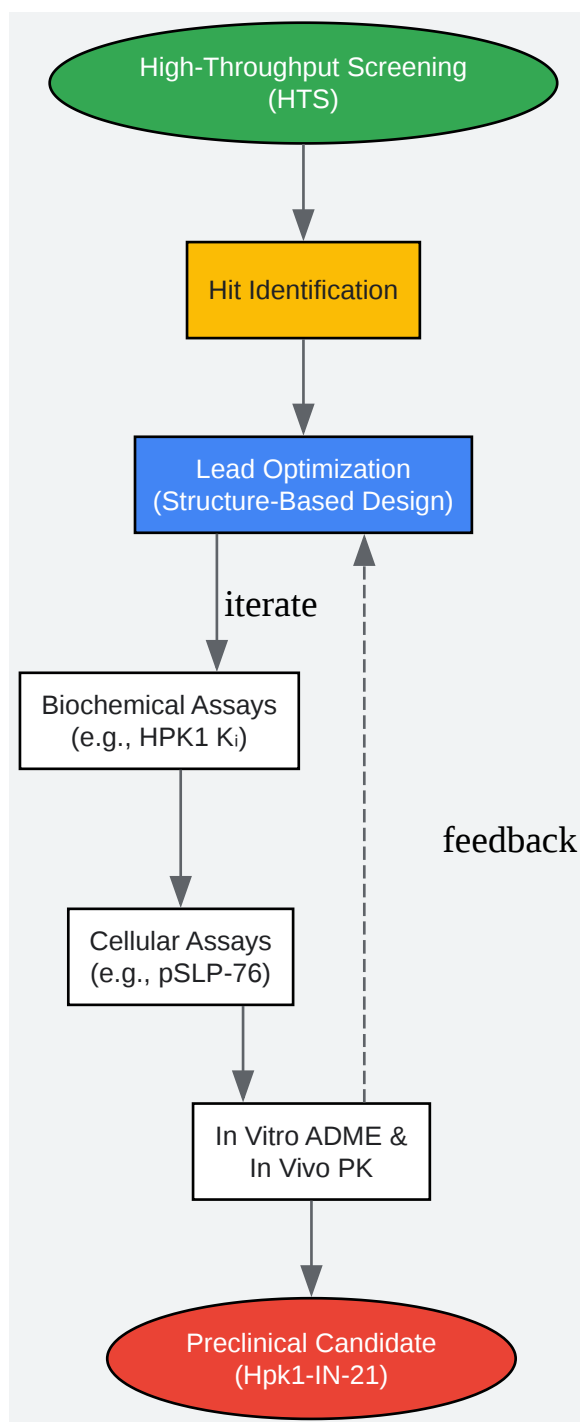 High-Throughput Screening
(HTS)
Hit Identification
Lead Optimization
(Structure-Based Design)
iterate
Biochemical Assays
(e.g., HPK1 Kᵢ)
feedback
Cellular Assays
(e.g., pSLP-76)
In Vitro ADME &
In Vivo PK
Preclinical Candidate
(Hpk1-IN-21)